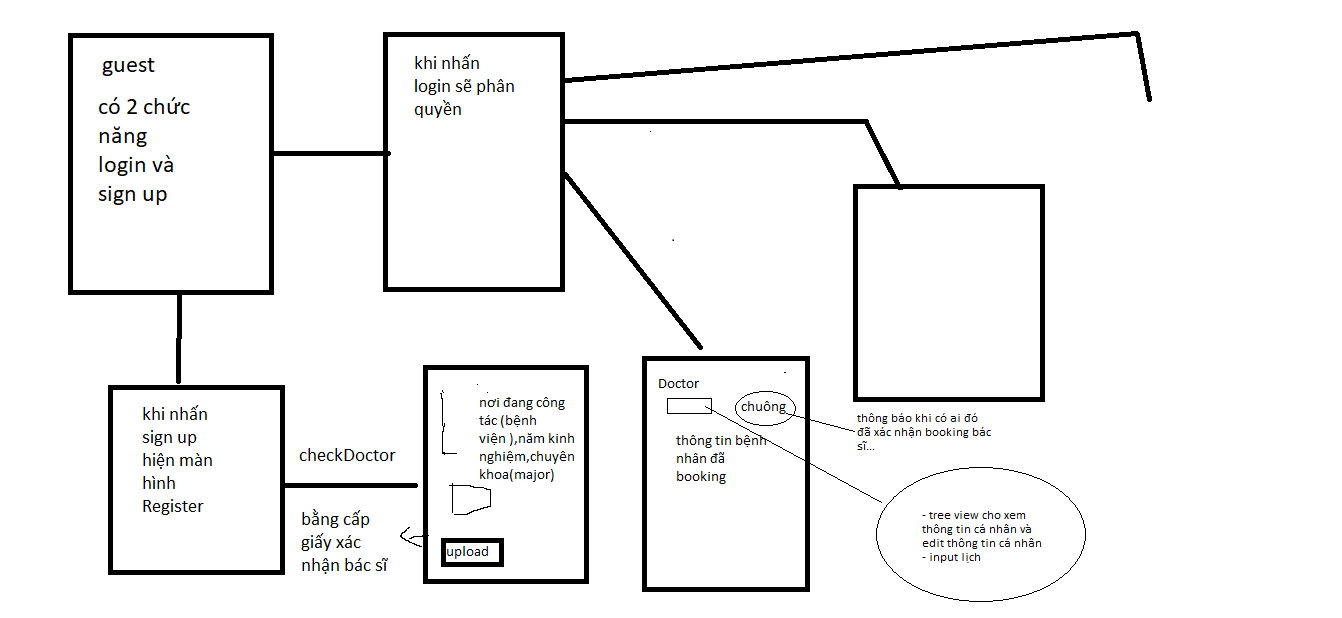 guest
có 2 chức
năng
login và
sign up
khi nhấn
login sẽ phân
quyền
khi nhấn
sign up
hiện màn
hình
Register
checkDoctor
bằng cấp
giấy xác
nhận bác sĩ
nơi đang công
tác (bệnh
viện ),năm kinh
nghiệm,chuyên
khoa(major)
upload
Doctor
chuông
thông tin bệnh
nhân đã
booking
thông báo khi có ai đó
đã xác nhận booking bác
sĩ...
- tree view cho xem
thông tin cá nhân và
edit thông tin cá nhân
- input lịch